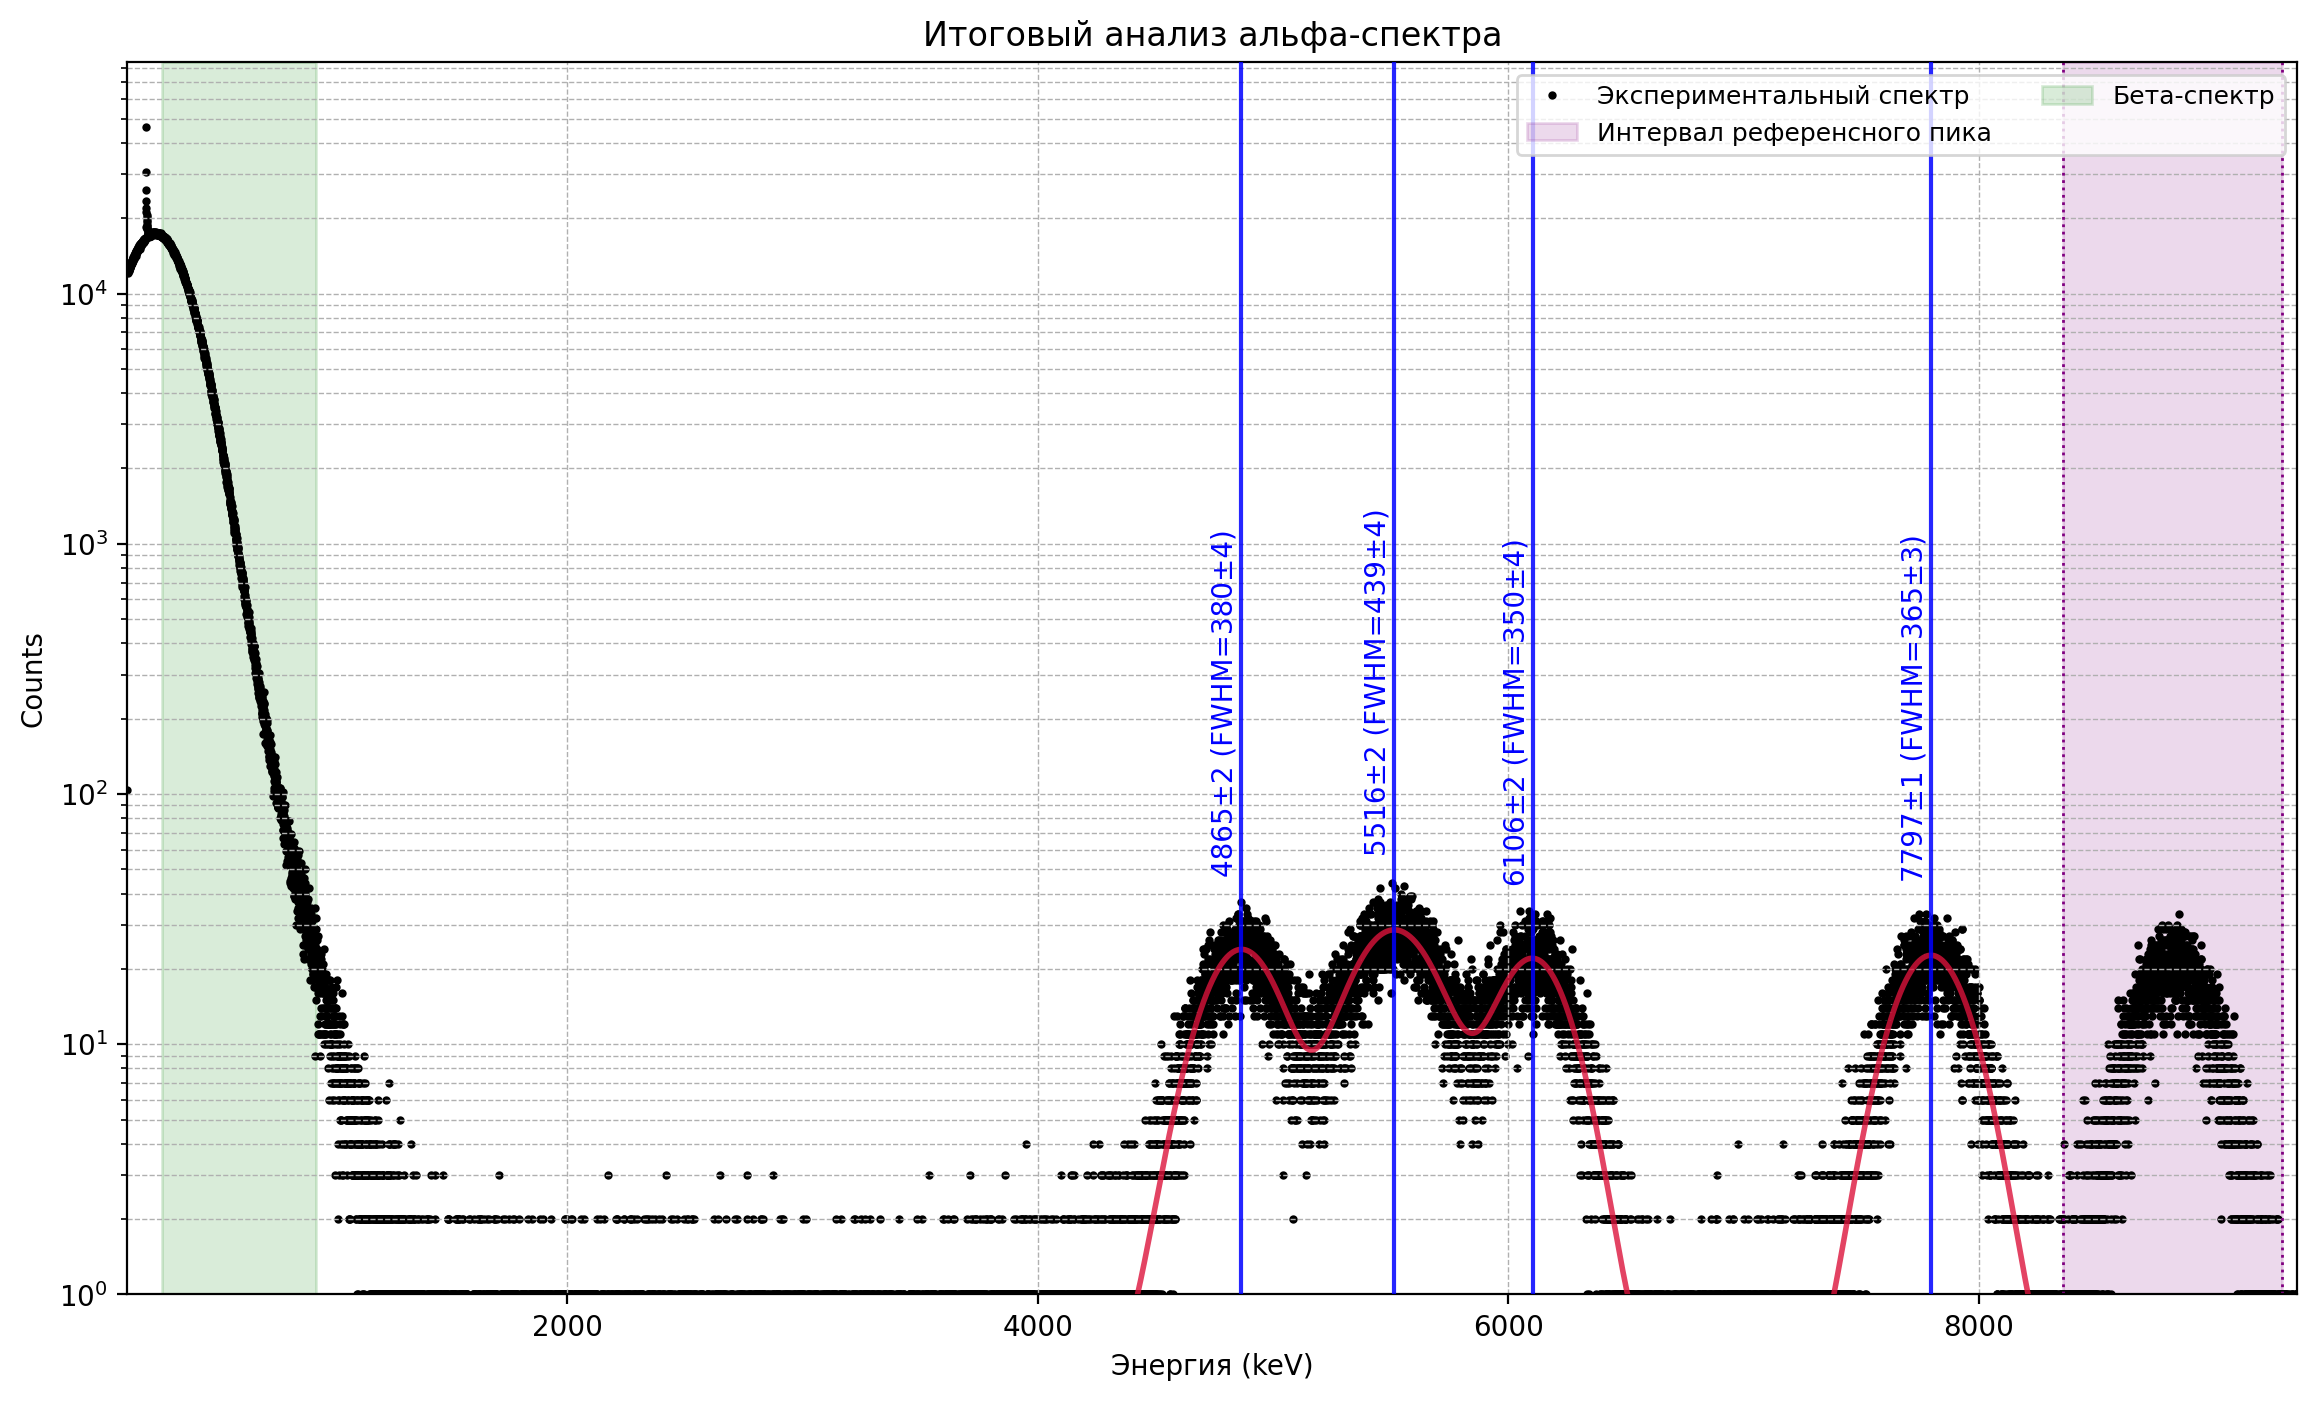 Итоговый анализ альфа-спектра
Экспериментальный спектр
Интервал референсного пика
Бета-спектр
Counts
10⁴
10³
10²
10¹
10⁰
4865±2 (FWHM=380±4)
5516±2 (FWHM=439±4)
6106±2 (FWHM=350±4)
7797±1 (FWHM=365±3)
2000 4000 6000 8000
Энергия (keV)